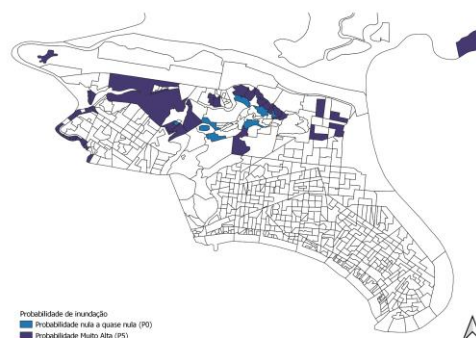 Probabilidade de inundação
Probabilidade nula a quase nula (P0)
Probabilidade Muito Alta (P5)